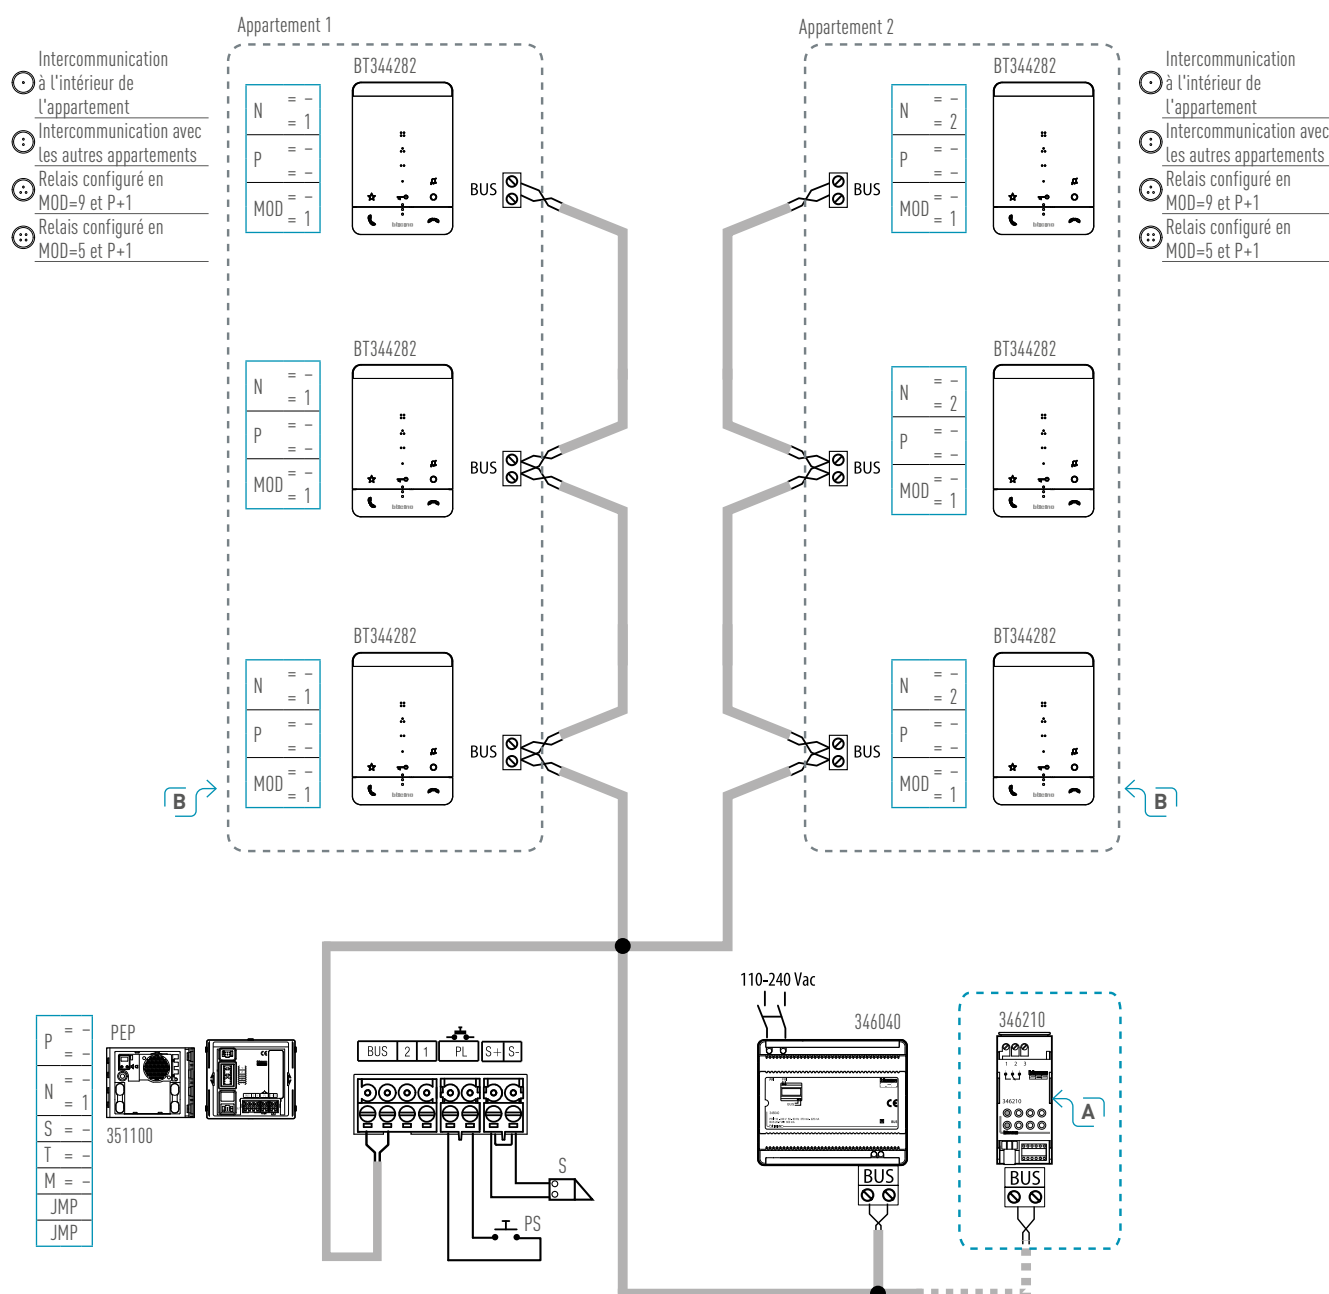 Appartement 1
Appartement 2
Intercommunication
à l'intérieur de
l'appartement
Intercommunication avec
les autres appartements
Relais configuré en
MOD=9 et P+1
Relais configuré en
MOD=5 et P+1
BT344282
N = –
= 1
P = –
= –
MOD = –
= 1
BUS
BT344282
N = –
= 1
P = –
= –
MOD = –
= 1
BUS
BT344282
N = –
= 1
P = –
= –
MOD = –
= 1
BUS
B
BT344282
N = –
= 2
P = –
= –
MOD = –
= 1
BUS
BT344282
N = –
= 2
P = –
= –
MOD = –
= 1
BUS
BT344282
N = –
= 2
P = –
= –
MOD = –
= 1
BUS
B
Intercommunication
à l'intérieur de
l'appartement
Intercommunication avec
les autres appartements
Relais configuré en
MOD=9 et P+1
Relais configuré en
MOD=5 et P+1
P = –
= –
N = –
= 1
S = –
T = –
M = –
JMP
JMP
PEP
351100
BUS 2 1 PL S+ S-
S
PS
110-240 Vac
346040
CE
BUS
346210
1 2 3
346210
A
BUS